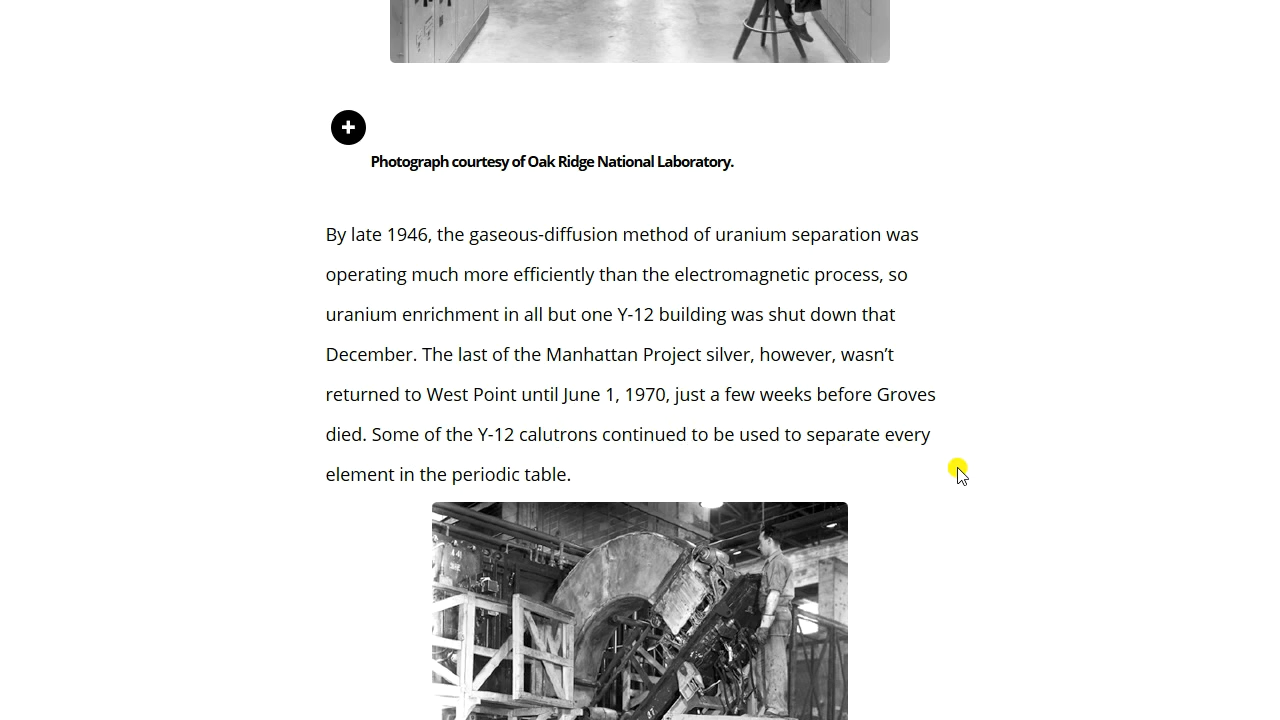 Photograph courtesy of Oak Ridge National Laboratory.
By late 1946, the gaseous-diffusion method of uranium separation was
operating much more efficiently than the electromagnetic process, so
uranium enrichment in all but one Y-12 building was shut down that
December. The last of the Manhattan Project silver, however, wasn’t
returned to West Point until June 1, 1970, just a few weeks before Groves
died. Some of the Y-12 calutrons continued to be used to separate every
element in the periodic table.